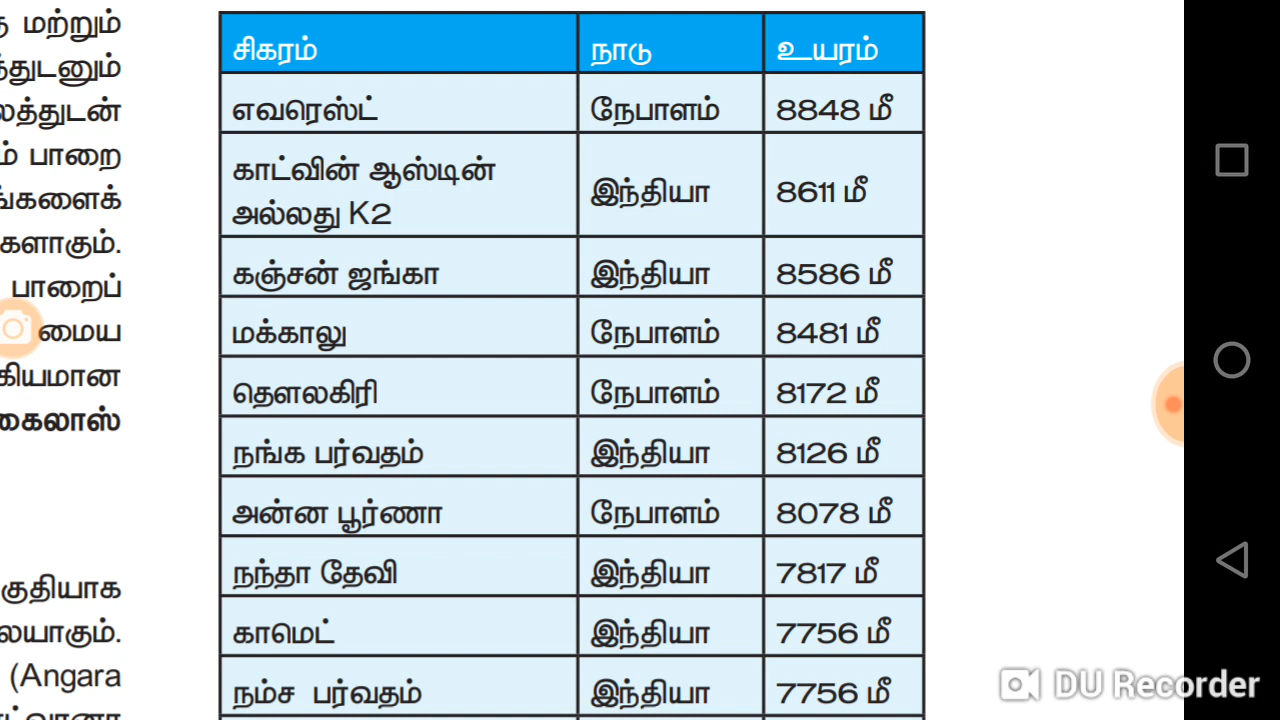 மற்றும்
த்துடனும்
லத்துடன்
ம் பாறை
ங்களைக்
களாகும்.
பாறைப்
மைய
கியமான
கைலாஸ்
குதியாக
லையாகும்.
(Angara
சிகரம் நாடு உயரம்
எவரெஸ்ட் நேபாளம் 8848 மீ
காட்வின் ஆஸ்டின்
அல்லது K2 இந்தியா 8611 மீ
கஞ்சன் ஜங்கா இந்தியா 8586 மீ
மக்காலு நேபாளம் 8481 மீ
தௌலகிரி நேபாளம் 8172 மீ
நங்க பர்வதம் இந்தியா 8126 மீ
அன்ன பூர்ணா நேபாளம் 8078 மீ
நந்தா தேவி இந்தியா 7817 மீ
காமெட் இந்தியா 7756 மீ
நம்ச பர்வதம் இந்தியா 7756 மீ
DU Recorder